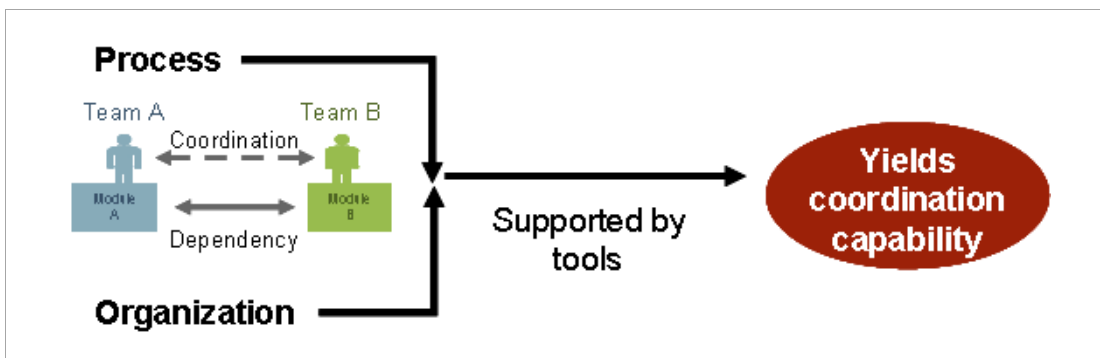 Process
Team A
Team B
Coordination
Module
A
Module
B
Dependency
Organization
Supported by
tools
Yields
coordination
capability